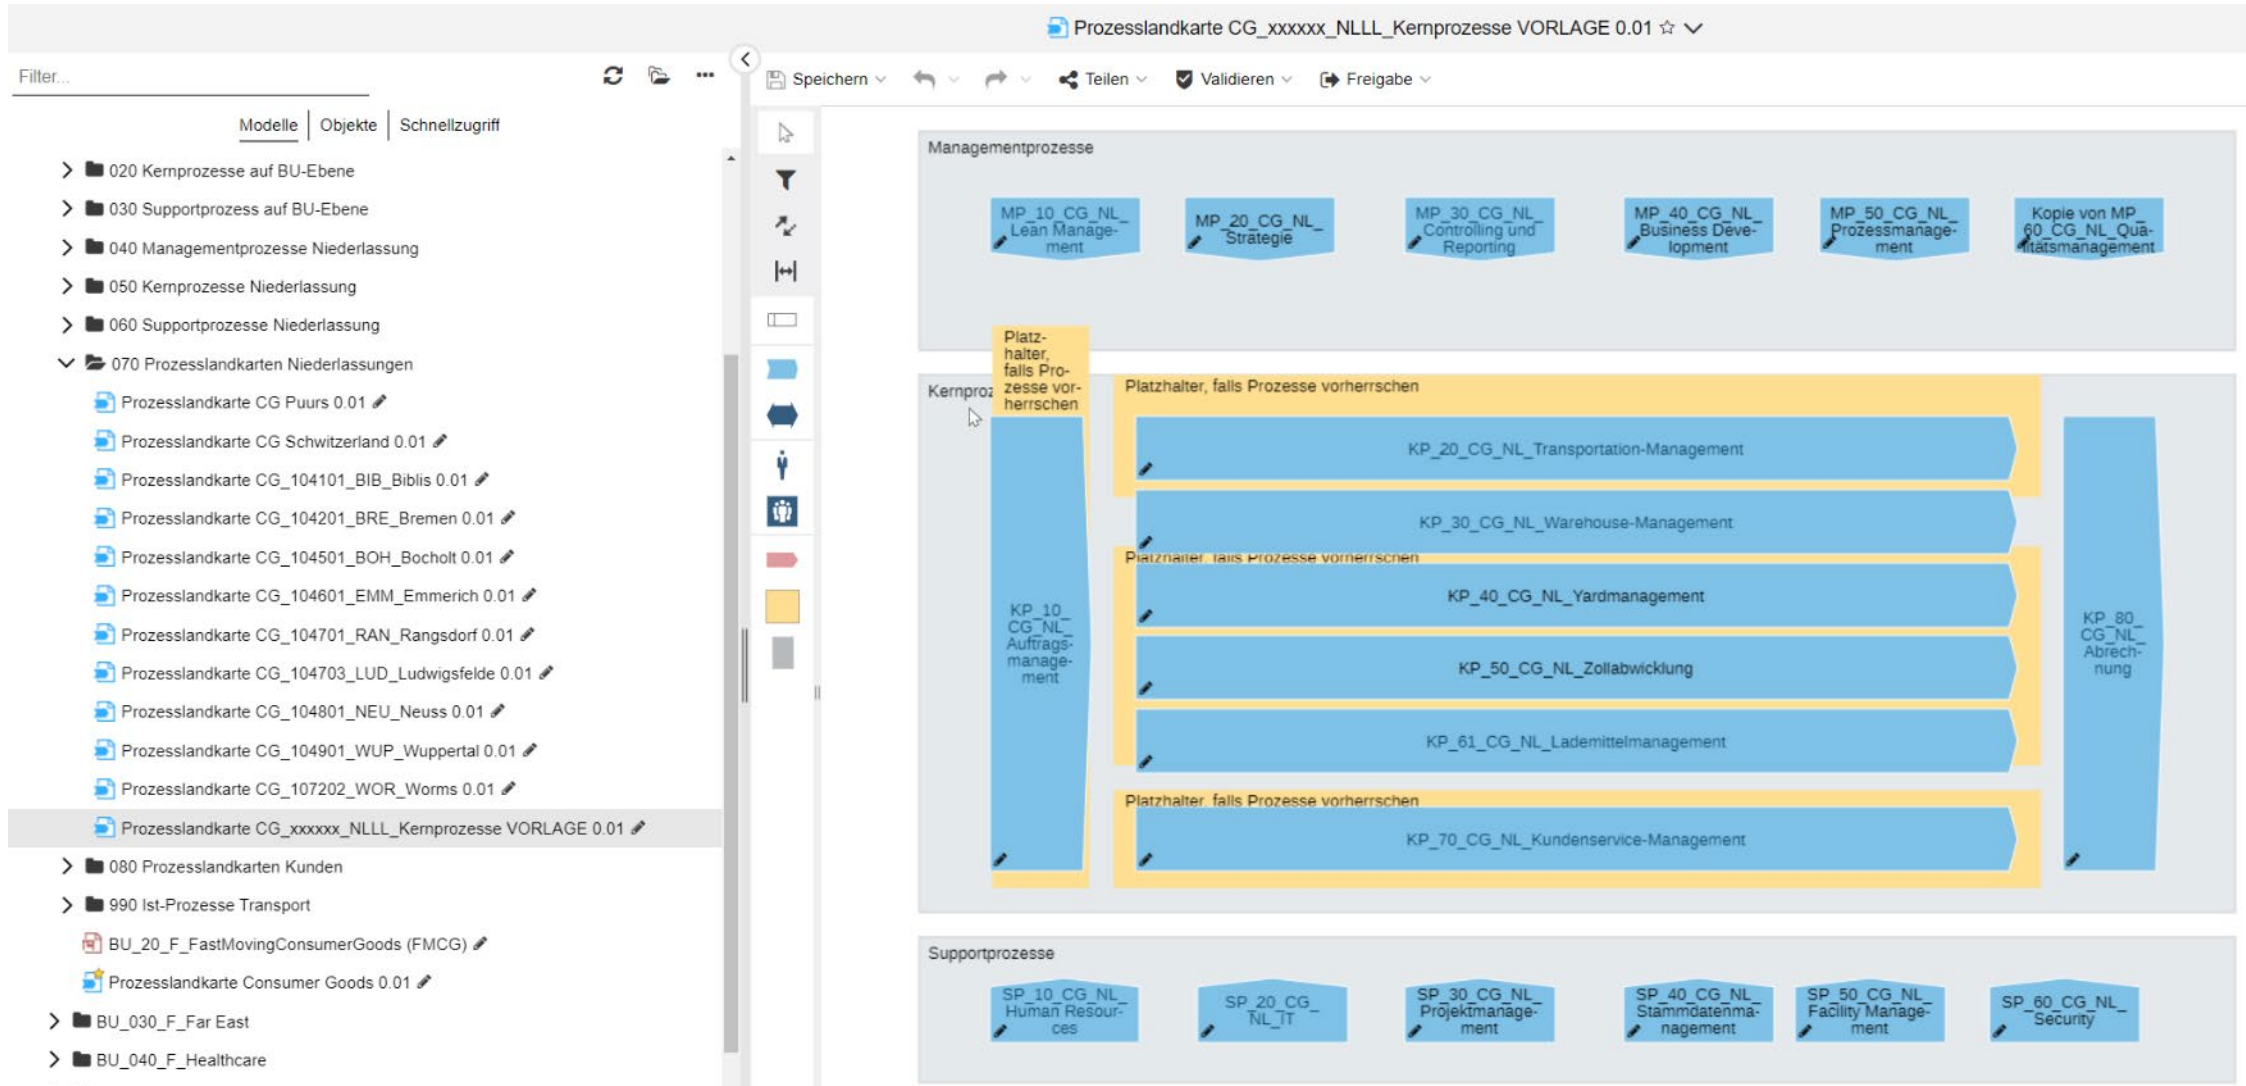 Prozesslandkarte CG_xxxxxx_NLLL_Kernprozesse VORLAGE 0.01
Filter...
Speichern
Teilen
Validieren
Freigabe
Modelle
Objekte
Schnellzugriff
020 Kernprozesse auf BU-Ebene
030 Supportprozess auf BU-Ebene
040 Managementprozesse Niederlassung
050 Kernprozesse Niederlassung
060 Supportprozesse Niederlassung
070 Prozesslandkarten Niederlassungen
Prozesslandkarte CG Puurs 0.01
Prozesslandkarte CG Schwitzerland 0.01
Prozesslandkarte CG_104101_BIB_Biblis 0.01
Prozesslandkarte CG_104201_BRE_Bremen 0.01
Prozesslandkarte CG_104501_BOH_Bocholt 0.01
Prozesslandkarte CG_104601_EMM_Emmerich 0.01
Prozesslandkarte CG_104701_RAN_Rangsdorf 0.01
Prozesslandkarte CG_104703_LUD_Ludwigsfelde 0.01
Prozesslandkarte CG_104801_NEU_Neuss 0.01
Prozesslandkarte CG_104901_WUP_Wuppertal 0.01
Prozesslandkarte CG_107202_WOR_Worms 0.01
Prozesslandkarte CG_xxxxxx_NLLL_Kernprozesse VORLAGE 0.01
080 Prozesslandkarten Kunden
990 Ist-Prozesse Transport
BU_20_F_FastMovingConsumerGoods (FMCG)
Prozesslandkarte Consumer Goods 0.01
BU_030_F_Far East
BU_040_F_Healthcare
Managementprozesse
MP_10_CG_NL_
Lean Manage-
ment
MP_20_CG_NL_
Strategie
MP_30_CG_NL_
Controlling und
Reporting
MP_40_CG_NL_
Business Deve-
lopment
MP_50_CG_NL_
Prozessmanage-
ment
Kopie von MP_
60_CG_NL_Qua-
litätsmanagement
Kernproz
Platz-
halter,
falls Pro-
zesse vor-
herrschen
KP_10_
CG_NL_
Auftrags-
manage-
ment
Platzhalter, falls Prozesse vorherrschen
KP_20_CG_NL_Transportation-Management
KP_30_CG_NL_Warehouse-Management
Platzhalter, falls Prozesse vorherrschen
KP_40_CG_NL_Yardmanagement
KP_50_CG_NL_Zollabwicklung
KP_61_CG_NL_Lademittelmanagement
Platzhalter, falls Prozesse vorherrschen
KP_70_CG_NL_Kundenservice-Management
KP_80_
CG_NL_
Abrech-
nung
Supportprozesse
SP_10_CG_NL_
Human Resour-
ces
SP_20_CG_
NL_IT
SP_30_CG_NL_
Projektmanage-
ment
SP_40_CG_NL_
Stammdatenma-
nagement
SP_50_CG_NL_
Facility Manage-
ment
SP_60_CG_NL_
Security